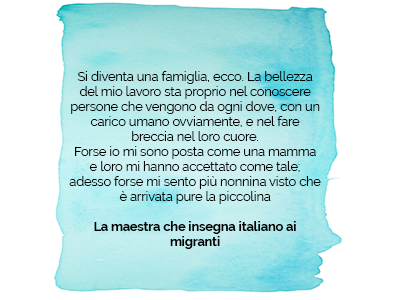 Si diventa una famiglia, ecco. La bellezza
del mio lavoro sta proprio nel conoscere
persone che vengono da ogni dove, con un
carico umano ovviamente, e nel fare
breccia nel loro cuore.
Forse io mi sono posta come una mamma
e loro mi hanno accettato come tale;
adesso forse mi sento più nonnina visto che
è arrivata pure la piccolina
La maestra che insegna italiano ai
migranti